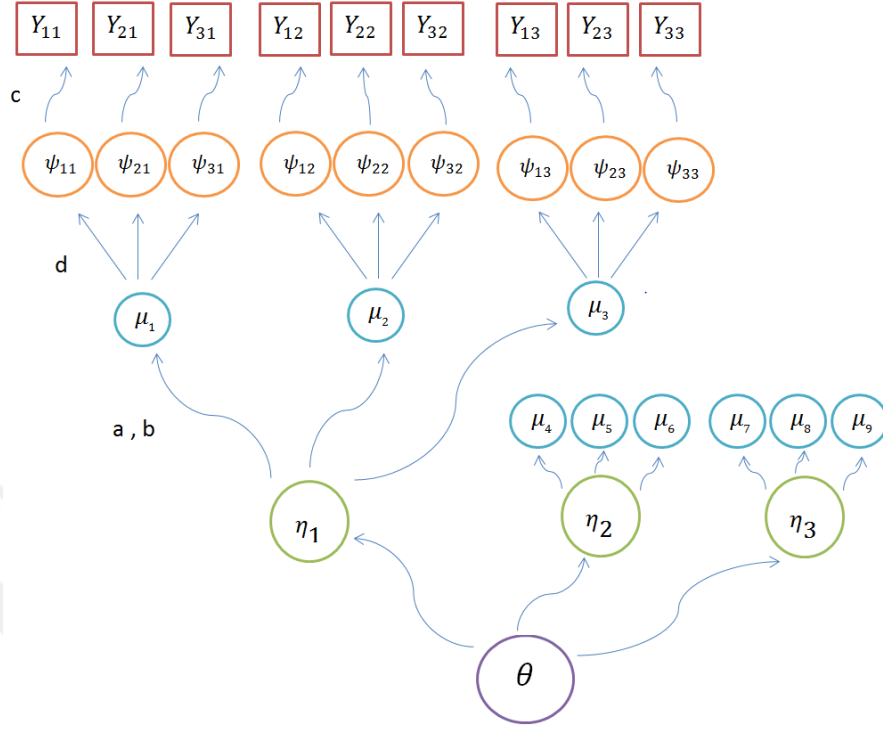 Y₁₁ Y₂₁ Y₃₁ Y₁₂ Y₂₂ Y₃₂ Y₁₃ Y₂₃ Y₃₃
c
ψ₁₁ ψ₂₁ ψ₃₁ ψ₁₂ ψ₂₂ ψ₃₂ ψ₁₃ ψ₂₃ ψ₃₃
d
μ₁ μ₂ μ₃
a , b
μ₄ μ₅ μ₆ μ₇ μ₈ μ₉
η₁ η₂ η₃
θ